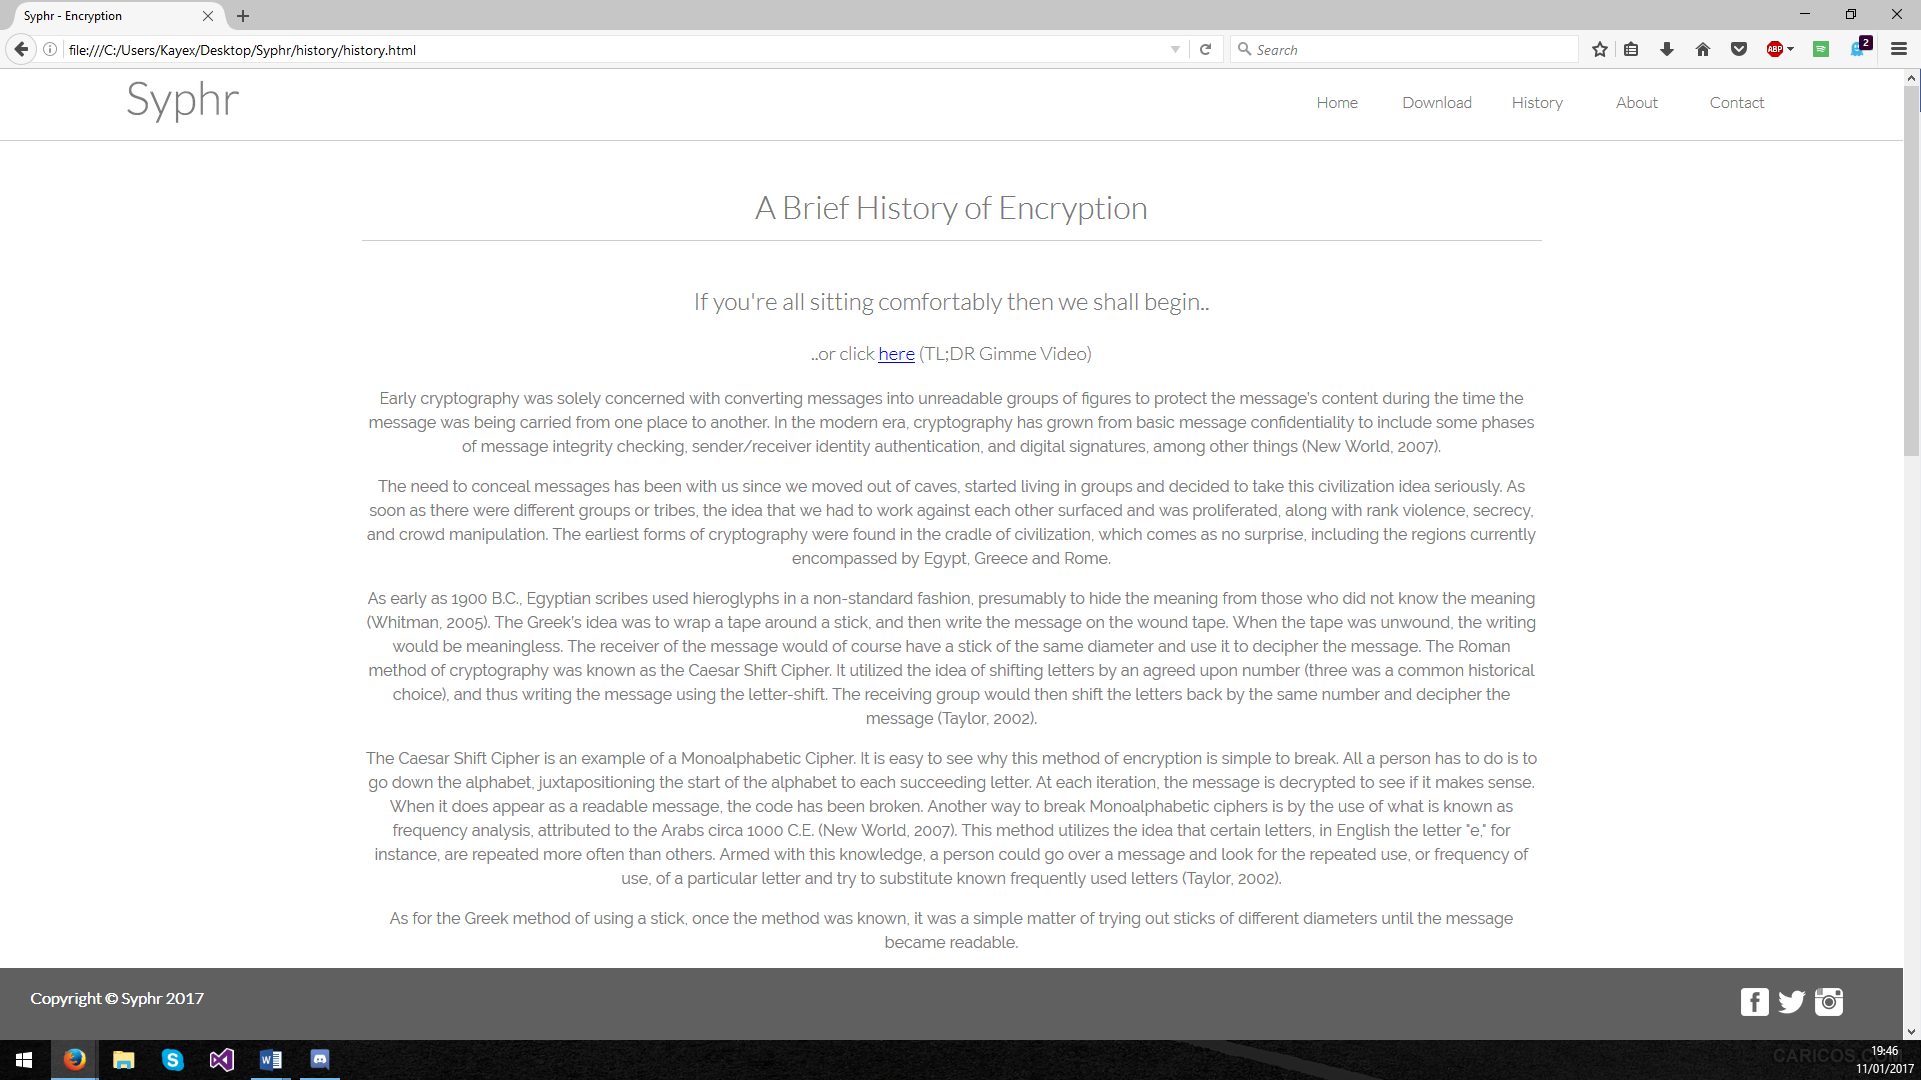 Syphr - Encryption
file:///C:/Users/Kayex/Desktop/Syphr/history/history.html
Search
ABP
2
Syphr
Home Download History About Contact
A Brief History of Encryption
If you're all sitting comfortably then we shall begin..
..or click here (TL;DR Gimme Video)
Early cryptography was solely concerned with converting messages into unreadable groups of figures to protect the message's content during the time the
message was being carried from one place to another. In the modern era, cryptography has grown from basic message confidentiality to include some phases
of message integrity checking, sender/receiver identity authentication, and digital signatures, among other things (New World, 2007).
The need to conceal messages has been with us since we moved out of caves, started living in groups and decided to take this civilization idea seriously. As
soon as there were different groups or tribes, the idea that we had to work against each other surfaced and was proliferated, along with rank violence, secrecy,
and crowd manipulation. The earliest forms of cryptography were found in the cradle of civilization, which comes as no surprise, including the regions currently
encompassed by Egypt, Greece and Rome.
As early as 1900 B.C., Egyptian scribes used hieroglyphs in a non-standard fashion, presumably to hide the meaning from those who did not know the meaning
(Whitman, 2005). The Greek's idea was to wrap a tape around a stick, and then write the message on the wound tape. When the tape was unwound, the writing
would be meaningless. The receiver of the message would of course have a stick of the same diameter and use it to decipher the message. The Roman
method of cryptography was known as the Caesar Shift Cipher. It utilized the idea of shifting letters by an agreed upon number (three was a common historical
choice), and thus writing the message using the letter-shift. The receiving group would then shift the letters back by the same number and decipher the
message (Taylor, 2002).
The Caesar Shift Cipher is an example of a Monoalphabetic Cipher. It is easy to see why this method of encryption is simple to break. All a person has to do is to
go down the alphabet, juxtapositioning the start of the alphabet to each succeeding letter. At each iteration, the message is decrypted to see if it makes sense.
When it does appear as a readable message, the code has been broken. Another way to break Monoalphabetic ciphers is by the use of what is known as
frequency analysis, attributed to the Arabs circa 1000 C.E. (New World, 2007). This method utilizes the idea that certain letters, in English the letter "e," for
instance, are repeated more often than others. Armed with this knowledge, a person could go over a message and look for the repeated use, or frequency of
use, of a particular letter and try to substitute known frequently used letters (Taylor, 2002).
As for the Greek method of using a stick, once the method was known, it was a simple matter of trying out sticks of different diameters until the message
became readable.
Copyright © Syphr 2017
19:46
11/01/2017